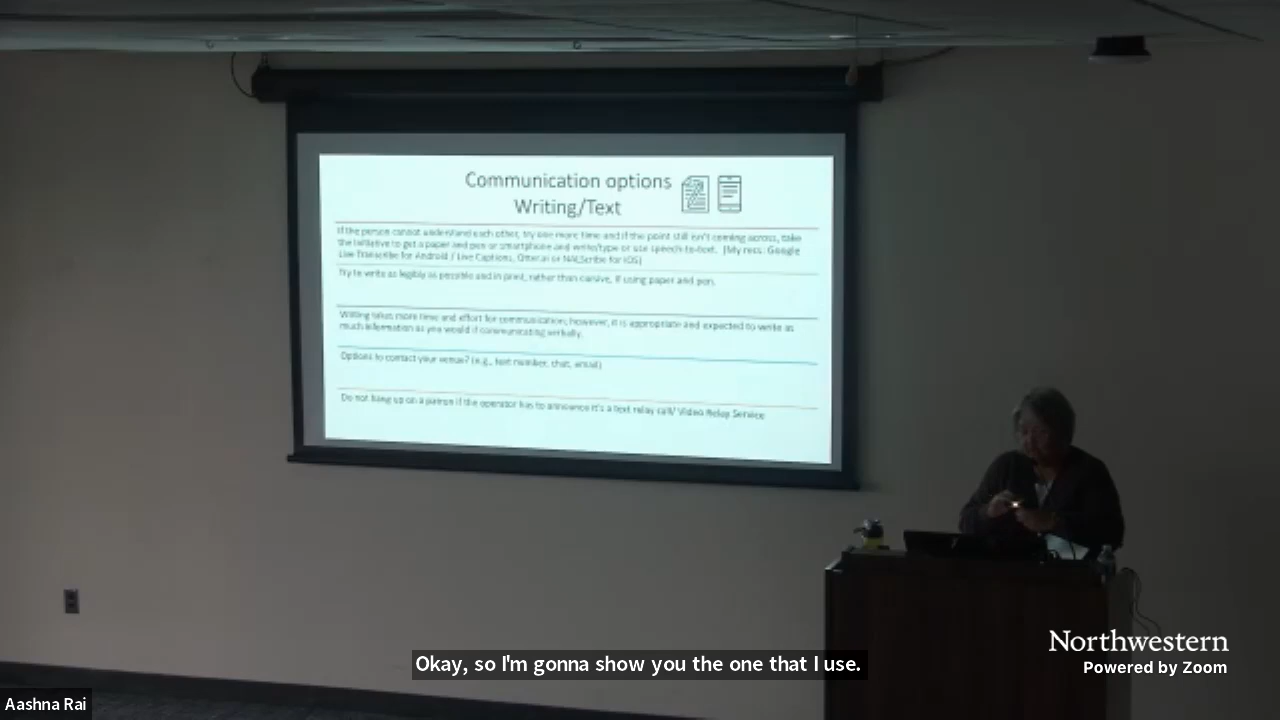 Communication options
Writing/Text
If the person cannot understand each other, try one more time and if the point still isn't coming across, take
the initiative to get a paper and pen or smartphone and write/type or use speech-to-text. (My recs: Google
Live Transcribe for Android / Live Captions, Otter.ai or NALScribe for iOS)
Try to write as legibly as possible and in print, rather than cursive, if using paper and pen.
Writing takes more time and effort for communication; however, it is appropriate and expected to write as
much information as you would if communicating verbally.
Options to contact your venue? (e.g., text number, chat, email)
Do not hang up on a patron if the operator has to announce it's a text relay call/ Video Relay Service
Okay, so I'm gonna show you the one that I use.
Northwestern
Powered by Zoom
Aashna Rai